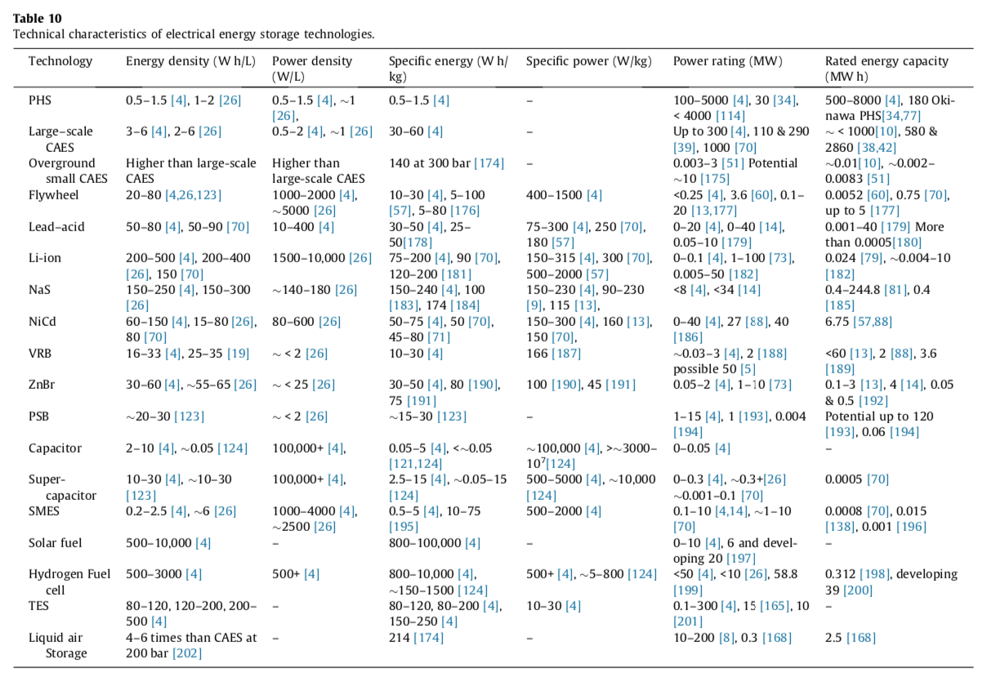 Table 10
Technical characteristics of electrical energy storage technologies.
Technology Energy density (W h/L) Power density Specific energy (W h/ Specific power (W/kg) Power rating (MW) Rated energy capacity
(W/L) kg) (MW h)
PHS 0.5–1.5 [4], 1–2 [26] 0.5–1.5 [4], ~1 0.5–1.5 [4] – 100–5000 [4], 30 [34], 500–8000 [4], 180 Oki-
[26], < 4000 [114] nawa PHS[34,77]
Large–scale 3–6 [4], 2–6 [26] 0.5–2 [4], ~1 [26] 30–60 [4] – Up to 300 [4], 110 & 290 ~ < 1000[10], 580 &
CAES [39], 1000 [70] 2860 [38,42]
Overground Higher than large-scale Higher than 140 at 300 bar [174] – 0.003–3 [51] Potential ~0.01[10], ~0.002–
small CAES CAES large-scale CAES ~10 [175] 0.0083 [51]
Flywheel 20–80 [4,26,123] 1000–2000 [4], 10–30 [4], 5–100 400–1500 [4] <0.25 [4], 3.6 [60], 0.1– 0.0052 [60], 0.75 [70],
~5000 [26] [57], 5–80 [176] 20 [13,177] up to 5 [177]
Lead–acid 50–80 [4], 50–90 [70] 10–400 [4] 30–50 [4], 25– 75–300 [4], 250 [70], 0–20 [4], 0–40 [14], 0.001–40 [179] More
50[178] 180 [57] 0.05–10 [179] than 0.0005[180]
Li-ion 200–500 [4], 200–400 1500–10,000 [26] 75–200 [4], 90 [70], 150–315 [4], 300 [70], 0–0.1 [4], 1–100 [73], 0.024 [79], ~0.004–10
[26], 150 [70] 120–200 [181] 500–2000 [57] 0.005–50 [182] [182]
NaS 150–250 [4], 150–300 ~140–180 [26] 150–240 [4], 100 150–230 [4], 90–230 <8 [4], <34 [14] 0.4–244.8 [81], 0.4
[26] [183], 174 [184] [9], 115 [13], [185]
NiCd 60–150 [4], 15–80 [26], 80–600 [26] 50–75 [4], 50 [70], 150–300 [4], 160 [13], 0–40 [4], 27 [88], 40 6.75 [57,88]
80 [70] 45–80 [71] 150 [70], [186]
VRB 16–33 [4], 25–35 [19] ~ < 2 [26] 10–30 [4] 166 [187] ~0.03–3 [4], 2 [188] <60 [13], 2 [88], 3.6
possible 50 [5] [189]
ZnBr 30–60 [4], ~55–65 [26] ~ < 25 [26] 30–50 [4], 80 [190], 100 [190], 45 [191] 0.05–2 [4], 1–10 [73] 0.1–3 [13], 4 [14], 0.05
75 [191] & 0.5 [192]
PSB ~20–30 [123] ~ < 2 [26] ~15–30 [123] – 1–15 [4], 1 [193], 0.004 Potential up to 120
[194] [193], 0.06 [194]
Capacitor 2–10 [4], ~0.05 [124] 100,000+ [4], 0.05–5 [4], <~0.05 ~100,000 [4], >~3000– 0–0.05 [4] –
[121,124] 10⁷[124]
Super- 10–30 [4], ~10–30 100,000+ [4], 2.5–15 [4], ~0.05–15 500–5000 [4], ~10,000 0–0.3 [4], ~0.3+[26] 0.0005 [70]
capacitor [123] [124] [124] ~0.001–0.1 [70]
SMES 0.2–2.5 [4], ~6 [26] 1000–4000 [4], 0.5–5 [4], 10–75 500–2000 [4] 0.1–10 [4,14], ~1–10 0.0008 [70], 0.015
~2500 [26] [195] [70] [138], 0.001 [196]
Solar fuel 500–10,000 [4] – 800–100,000 [4] – 0–10 [4], 6 and devel- –
oping 20 [197]
Hydrogen Fuel 500–3000 [4] 500+ [4] 800–10,000 [4], 500+ [4], ~5–800 [124] <50 [4], <10 [26], 58.8 0.312 [198], developing
cell ~150–1500 [124] [199] 39 [200]
TES 80–120, 120–200, 200– – 80–120, 80–200 [4], 10–30 [4] 0.1–300 [4], 15 [165], 10 –
500 [4] 150–250 [4] [201]
Liquid air 4–6 times than CAES at – 214 [174] – 10–200 [8], 0.3 [168] 2.5 [168]
Storage 200 bar [202]